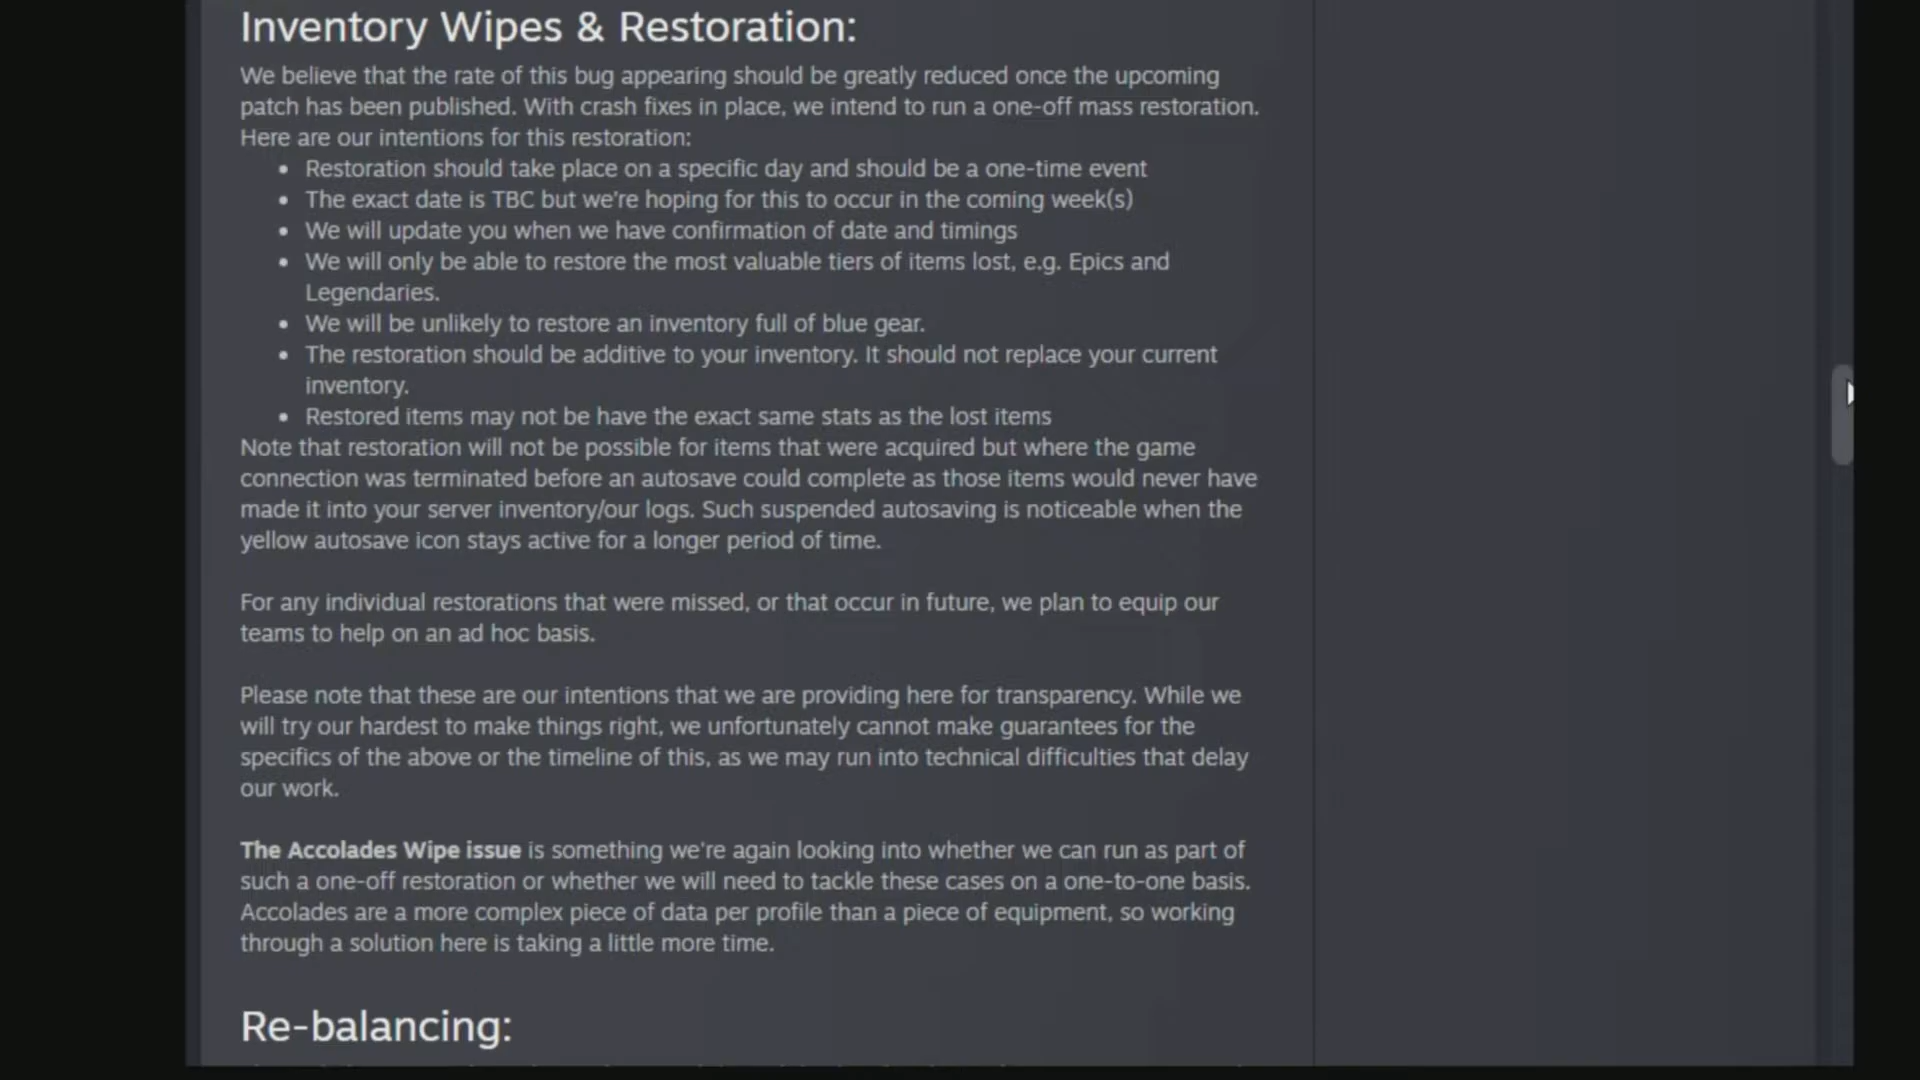 Inventory Wipes & Restoration:
We believe that the rate of this bug appearing should be greatly reduced once the upcoming
patch has been published. With crash fixes in place, we intend to run a one-off mass restoration.
Here are our intentions for this restoration:
• Restoration should take place on a specific day and should be a one-time event
• The exact date is TBC but we're hoping for this to occur in the coming week(s)
• We will update you when we have confirmation of date and timings
• We will only be able to restore the most valuable tiers of items lost, e.g. Epics and
Legendaries.
• We will be unlikely to restore an inventory full of blue gear.
• The restoration should be additive to your inventory. It should not replace your current
inventory.
• Restored items may not be have the exact same stats as the lost items
Note that restoration will not be possible for items that were acquired but where the game
connection was terminated before an autosave could complete as those items would never have
made it into your server inventory/our logs. Such suspended autosaving is noticeable when the
yellow autosave icon stays active for a longer period of time.
For any individual restorations that were missed, or that occur in future, we plan to equip our
teams to help on an ad hoc basis.
Please note that these are our intentions that we are providing here for transparency. While we
will try our hardest to make things right, we unfortunately cannot make guarantees for the
specifics of the above or the timeline of this, as we may run into technical difficulties that delay
our work.
The Accolades Wipe issue is something we're again looking into whether we can run as part of
such a one-off restoration or whether we will need to tackle these cases on a one-to-one basis.
Accolades are a more complex piece of data per profile than a piece of equipment, so working
through a solution here is taking a little more time.
Re-balancing: